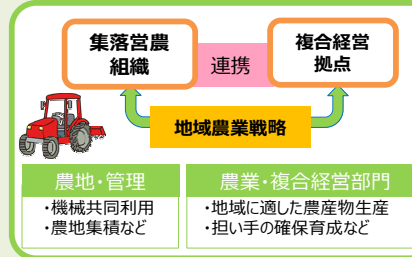 集落営農
組織
連携
複合経営
拠点
地域農業戦略
農地・管理
・機械共同利用
・農地集積など
農業・複合経営部門
・地域に適した農産物生産
・担い手の確保育成など